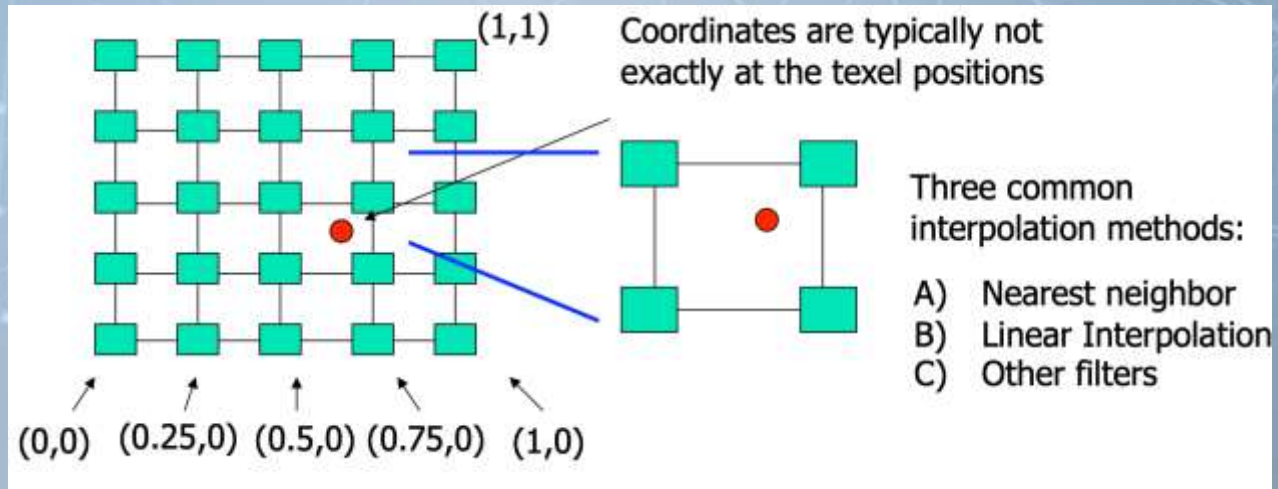 (1,1)
Coordinates are typically not
exactly at the texel positions
Three common
interpolation methods:
A) Nearest neighbor
B) Linear Interpolation
C) Other filters
(0,0) (0.25,0) (0.5,0) (0.75,0) (1,0)